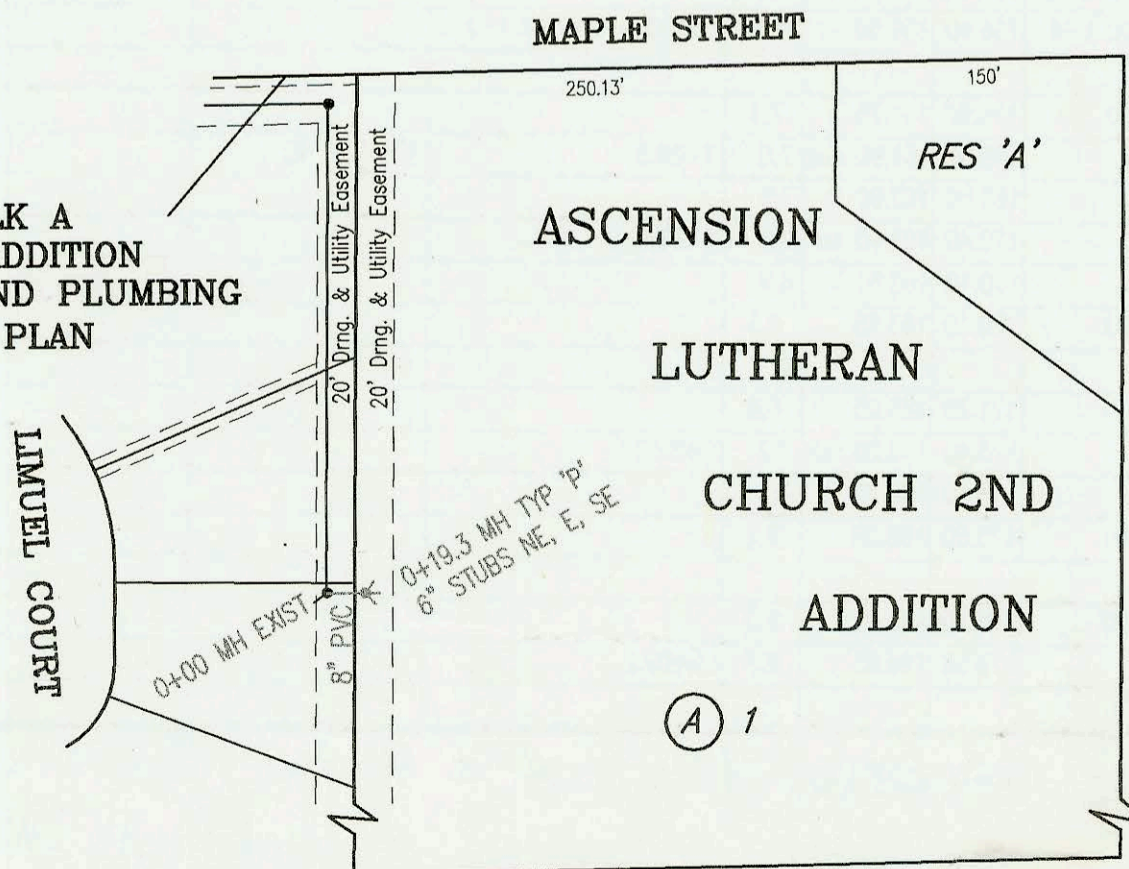 MAPLE STREET
250.13'
150'
RES 'A'
LK A
ADDITION
ND PLUMBING
PLAN
20' Drng. & Utility Easement
20' Drng. & Utility Easement
ASCENSION
LUTHERAN
CHURCH 2ND
ADDITION
LIMUEL COURT
0+00 MH EXIST
8" PVC
0+19.3 MH TYP 'P'
6" STUBS NE, E, SE
A 1